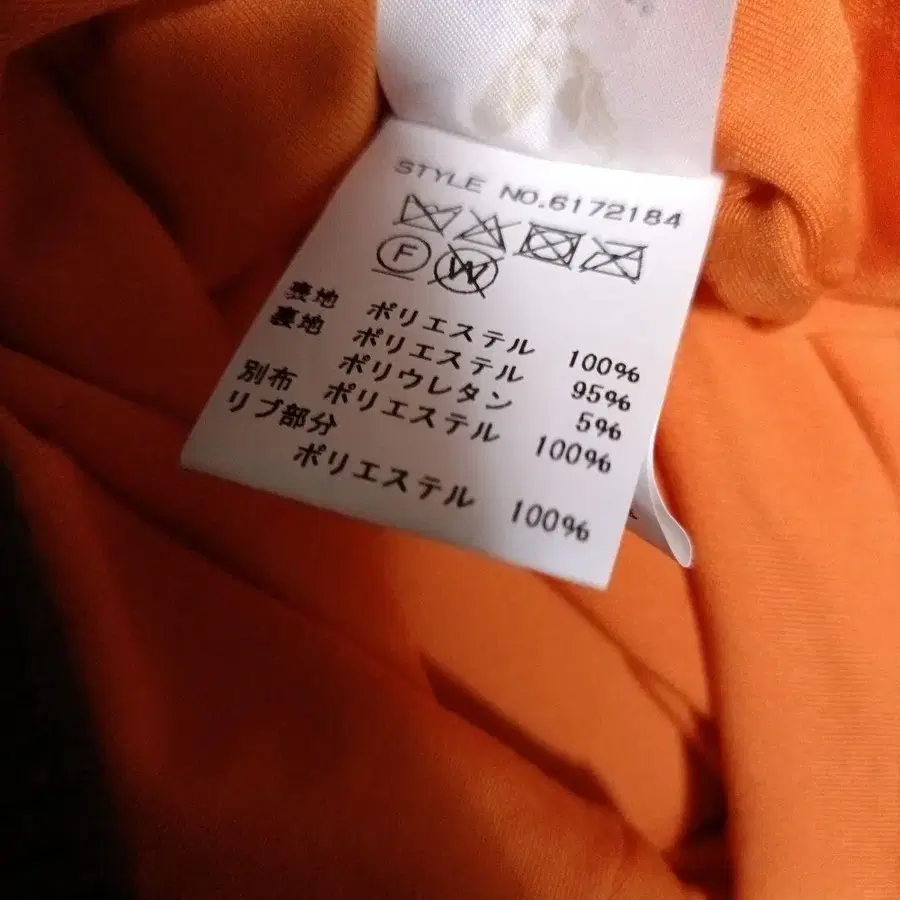 STYLE NO.6172184
F
W
表地 ポリエステル 100%
裏地 ポリエステル 95%
ポリウレタン 5%
別布 ポリエステル 100%
リブ部分
ポリエステル 100%